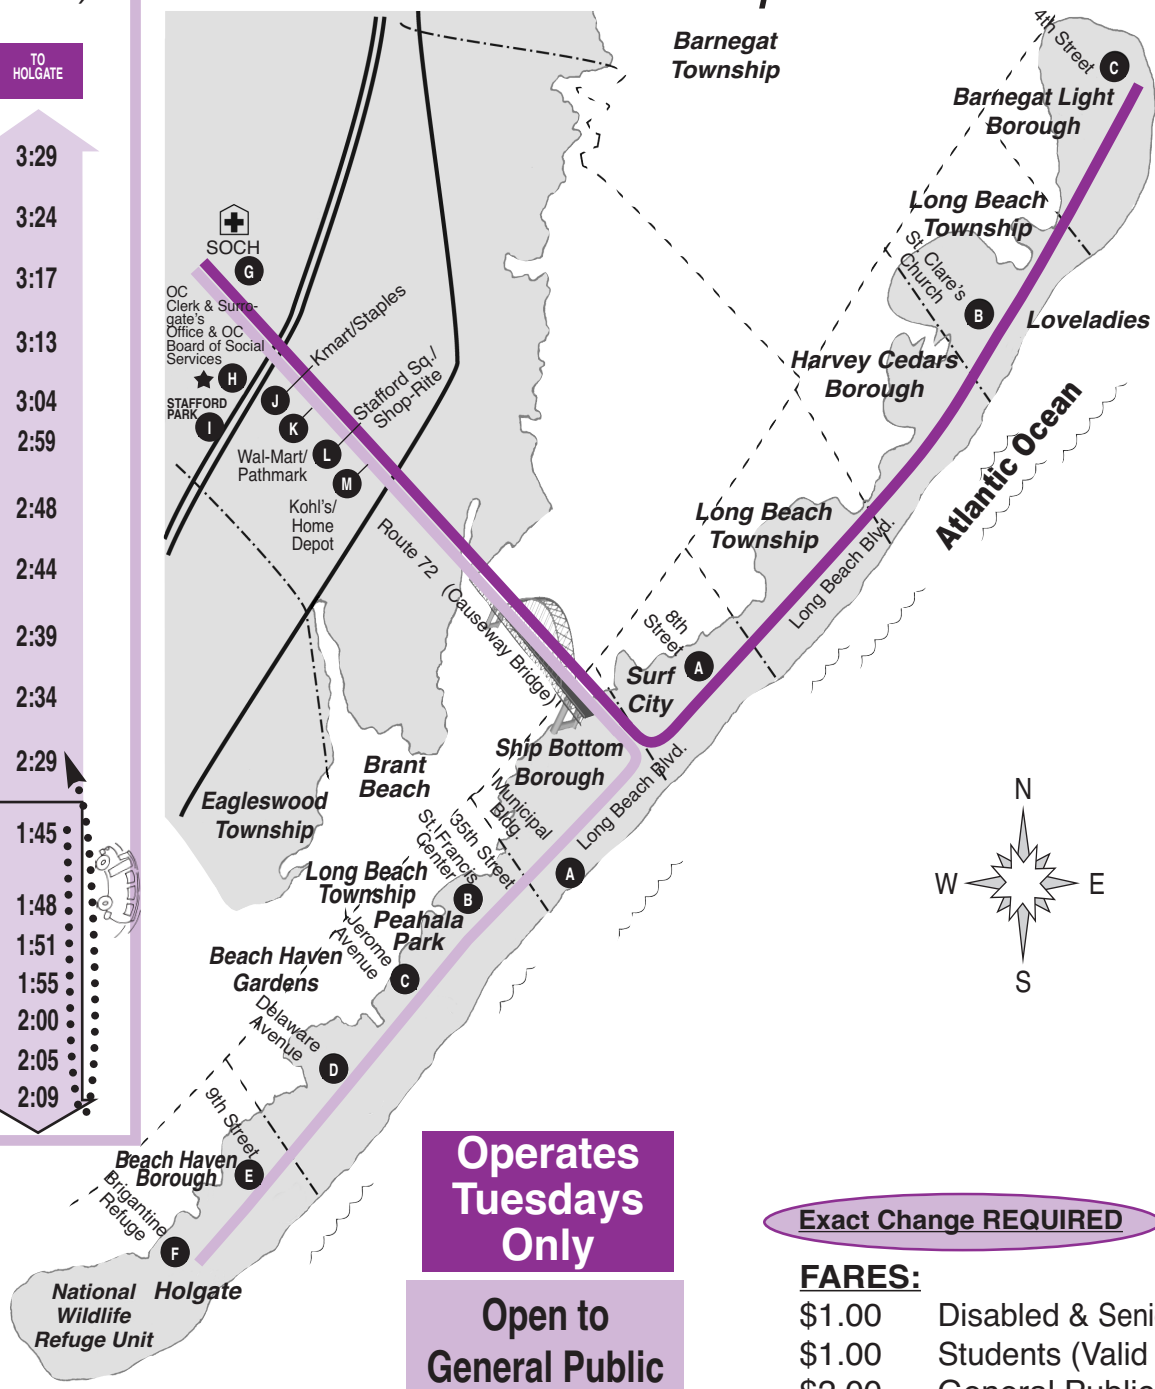 TO
HOLGATE
3:29
3:24
3:17
3:13
3:04
2:59
2:48
2:44
2:39
2:34
2:29
1:45
1:48
1:51
1:55
2:00
2:05
2:09
Barnegat
Township
4th Street
C
Barnegat Light
Borough
Long Beach
Township
St. Clare's
Church
B
Loveladies
Harvey Cedars
Borough
Atlantic Ocean
SOCH
G
OC
Clerk & Surro-
gate's
Office & OC
Board of Social
Services
H
STAFFORD
PARK
I
J
Kmart/Staples
K
Stafford Sq./
Shop-Rite
L
Wal-Mart/
Pathmark
M
Kohl's/
Home
Depot
Route 72
(Causeway Bridge)
Long Beach
Township
Long Beach Blvd.
8th
Street
A
Surf
City
Ship Bottom
Borough
Long Beach Blvd.
Municipal
Bldg.
A
Brant
Beach
Eagleswood
Township
35th Street
St. Francis
Center
B
Long Beach
Township
Peahala
Park
Jerome
Avenue
C
Beach Haven
Gardens
Delaware
Avenue
D
9th Street
Beach Haven
Borough
E
Brigantine
Refuge
F
Holgate
National
Wildlife
Refuge Unit
N
W
E
S
Operates
Tuesdays
Only
Open to
General Public
Exact Change REQUIRED
FARES:
$1.00 Disabled & Seni
$1.00 Students (Valid
$2.00 General Public